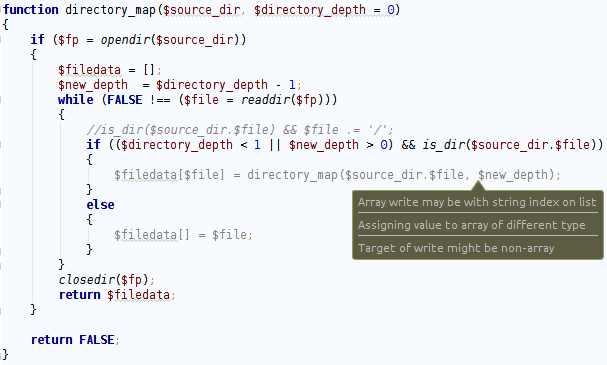 function directory_map($source_dir, $directory_depth = 0)
{
    if ($fp = opendir($source_dir))
    {
        $filedata = [];
        $new_depth  = $directory_depth - 1;
        while (FALSE !== ($file = readdir($fp)))
        {
            //is_dir($source_dir.$file) && $file .= '/';
            if (($directory_depth < 1 || $new_depth > 0) && is_dir($source_dir.$file))
            {
                $filedata[$file] = directory_map($source_dir.$file, $new_depth);
            }
            else
            {
                $filedata[] = $file;
            }
        }
        closedir($fp);
        return $filedata;
    }
    return FALSE;
}
Array write may be with string index on list
Assigning value to array of different type
Target of write might be non-array